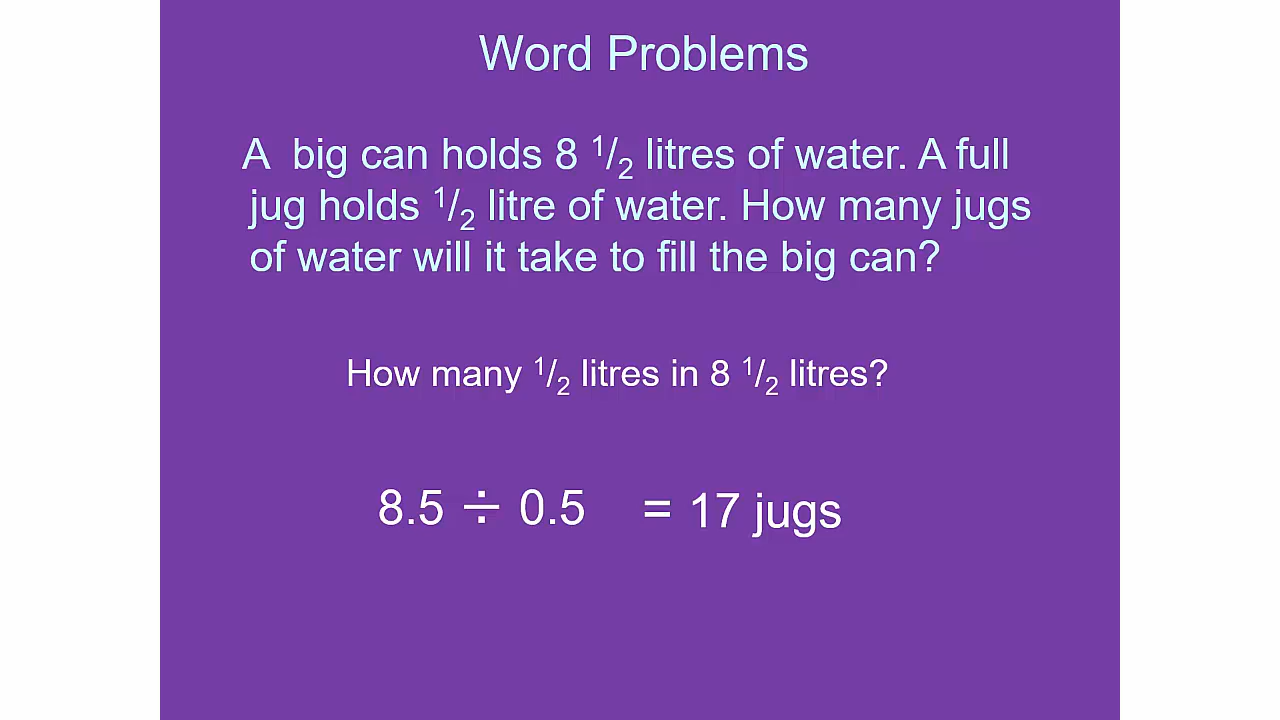 Word Problems
A  big can holds 8 ¹/₂ litres of water. A full
jug holds ¹/₂ litre of water. How many jugs
of water will it take to fill the big can?
How many ¹/₂ litres in 8 ¹/₂ litres?
8.5 ÷ 0.5 = 17 jugs